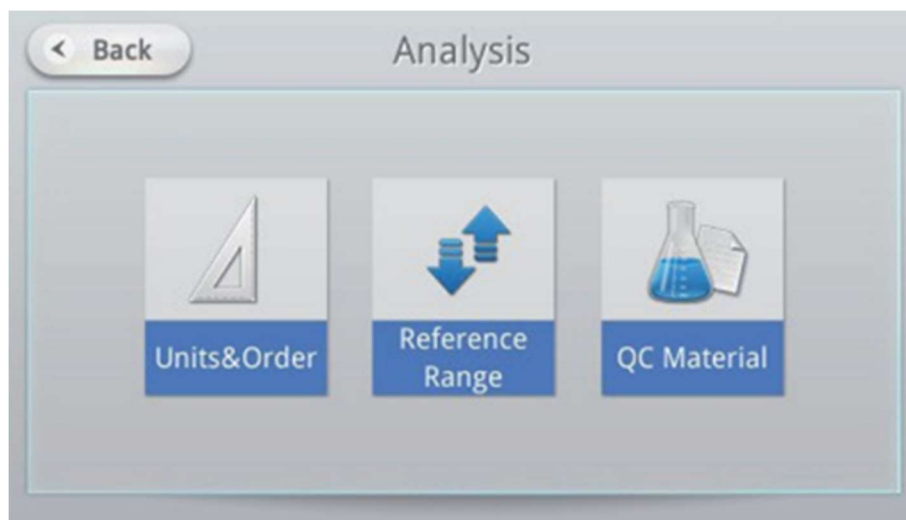 Back
Analysis
Units&Order
Reference
Range
QC Material